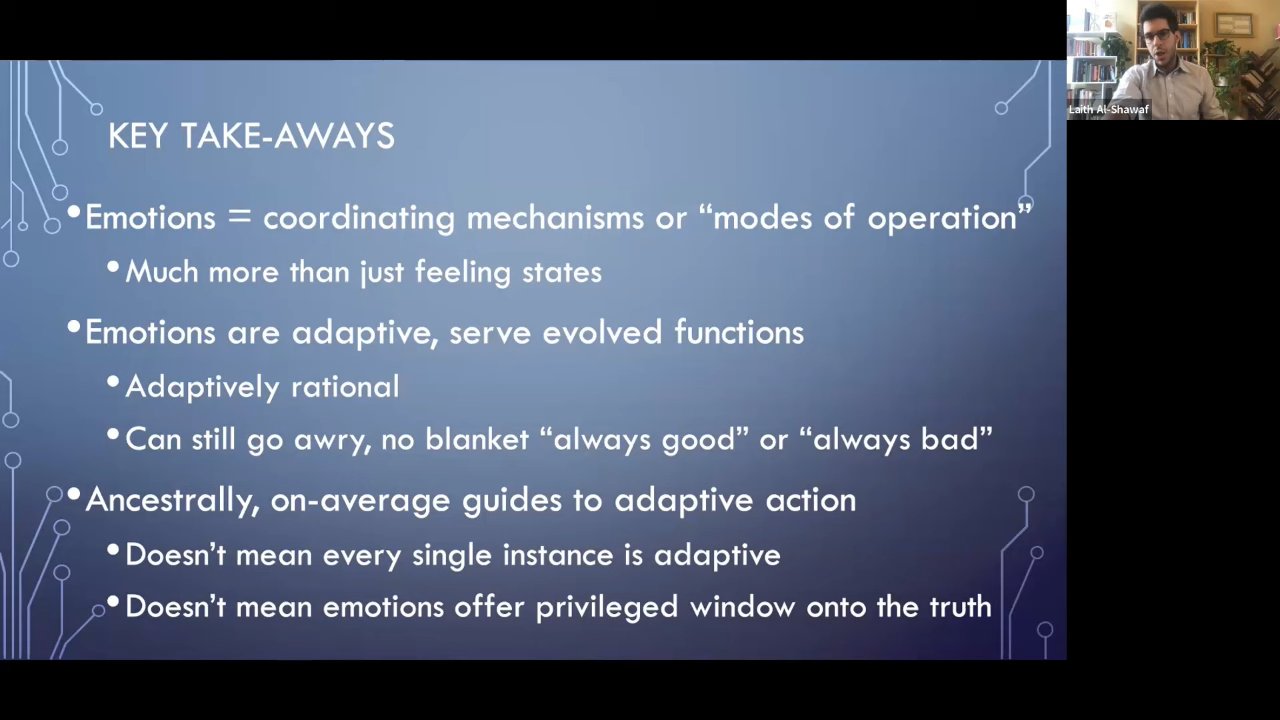 Laith Al-Shawaf
KEY TAKE-AWAYS
•Emotions = coordinating mechanisms or “modes of operation”
•Much more than just feeling states
•Emotions are adaptive, serve evolved functions
•Adaptively rational
•Can still go awry, no blanket “always good” or “always bad”
•Ancestrally, on-average guides to adaptive action
•Doesn’t mean every single instance is adaptive
•Doesn’t mean emotions offer privileged window onto the truth